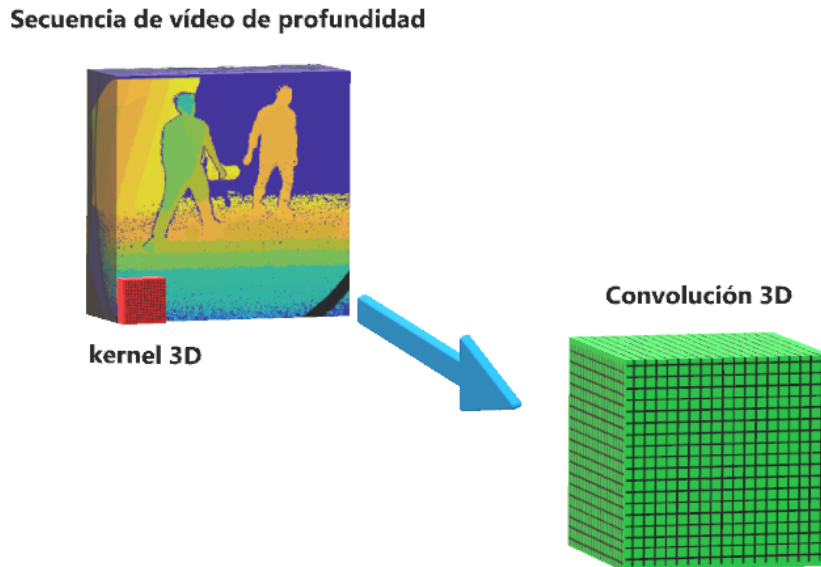 Secuencia de vídeo de profundidad
kernel 3D
Convolución 3D